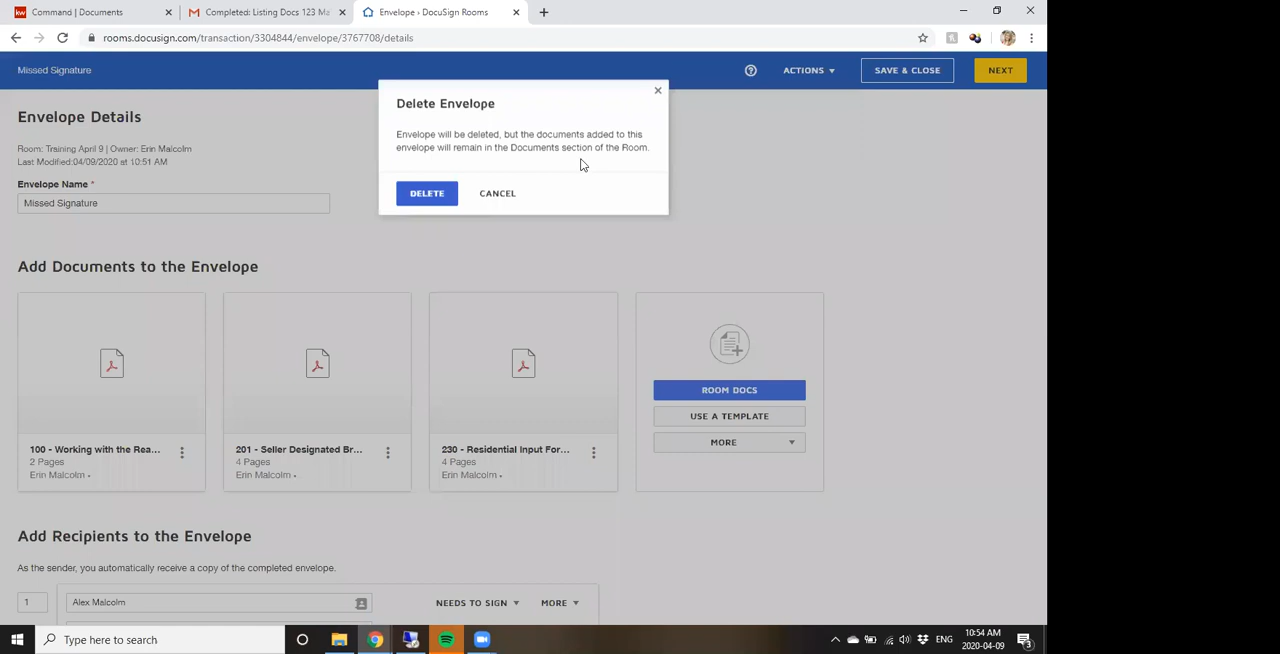 kw Command | Documents
Completed: Listing Docs 123 Ma
Envelope › DocuSign Rooms
rooms.docusign.com/transaction/3304844/envelope/3767708/details
Missed Signature
ACTIONS
SAVE & CLOSE
NEXT
Delete Envelope
Envelope will be deleted, but the documents added to this
envelope will remain in the Documents section of the Room.
DELETE
CANCEL
Envelope Details
Room: Training April 9 | Owner: Erin Malcolm
Last Modified:04/09/2020 at 10:51 AM
Envelope Name *
Missed Signature
Add Documents to the Envelope
100 - Working with the Rea...
2 Pages
Erin Malcolm -
201 - Seller Designated Br...
4 Pages
Erin Malcolm -
230 - Residential Input For...
4 Pages
Erin Malcolm -
ROOM DOCS
USE A TEMPLATE
MORE
Add Recipients to the Envelope
As the sender, you automatically receive a copy of the completed envelope.
1
Alex Malcolm
NEEDS TO SIGN
MORE
Type here to search
ENG
10:54 AM
2020-04-09
3